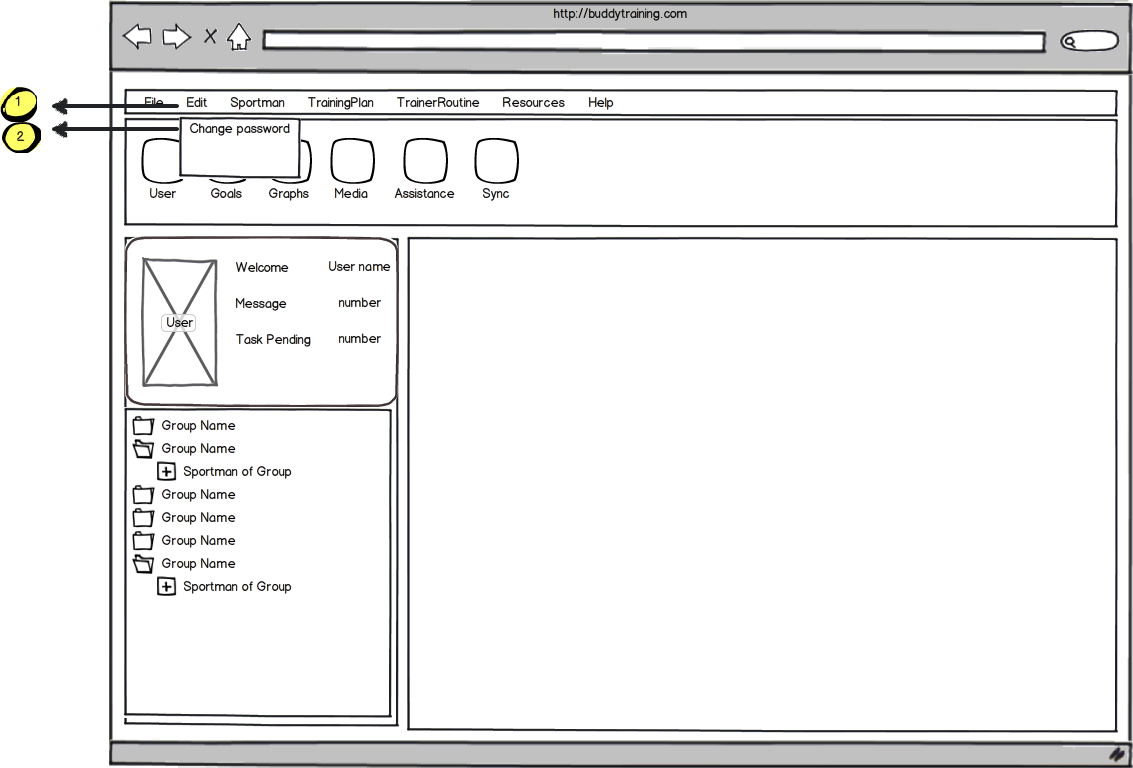 http://buddytraining.com
1
File Edit Sportman TrainingPlan TrainerRoutine Resources Help
2
Change password
User Goals Graphs Media Assistance Sync
Welcome User name
Message number
User
Task Pending number
Group Name
Group Name
Sportman of Group
Group Name
Group Name
Group Name
Group Name
Sportman of Group